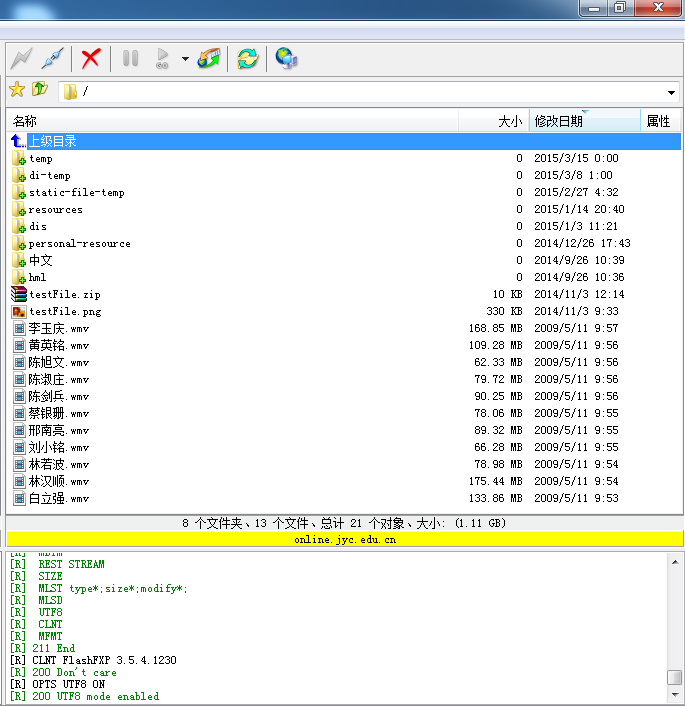 GO
/
名称 大小 修改日期 属性
上级目录
temp 0 2015/3/15 0:00
di-temp 0 2015/3/8 1:00
static-file-temp 0 2015/2/27 4:32
resources 0 2015/1/14 20:40
dis 0 2015/1/3 11:21
personal-resource 0 2014/12/26 17:43
中文 0 2014/9/26 10:39
hml 0 2014/9/26 10:36
testFile.zip 10 KB 2014/11/3 12:14
testFile.png 330 KB 2014/11/3 9:33
李玉庆.wmv 168.85 MB 2009/5/11 9:57
黄英铭.wmv 109.28 MB 2009/5/11 9:56
陈旭文.wmv 62.33 MB 2009/5/11 9:56
陈淑庄.wmv 79.72 MB 2009/5/11 9:56
陈剑兵.wmv 90.25 MB 2009/5/11 9:56
蔡银珊.wmv 78.06 MB 2009/5/11 9:55
邢南亮.wmv 89.32 MB 2009/5/11 9:55
刘小铭.wmv 66.28 MB 2009/5/11 9:55
林若波.wmv 78.98 MB 2009/5/11 9:54
林汉顺.wmv 175.44 MB 2009/5/11 9:54
白立强.wmv 133.86 MB 2009/5/11 9:53
8 个文件夹、13 个文件、总计 21 个对象、大小: (1.11 GB)
online.jyc.edu.cn
[R] MDTM
[R] REST STREAM
[R] SIZE
[R] MLST type*;size*;modify*;
[R] MLSD
[R] UTF8
[R] CLNT
[R] MFMT
[R] 211 End
[R] CLNT FlashFXP 3.5.4.1230
[R] 200 Don't care
[R] OPTS UTF8 ON
[R] 200 UTF8 mode enabled